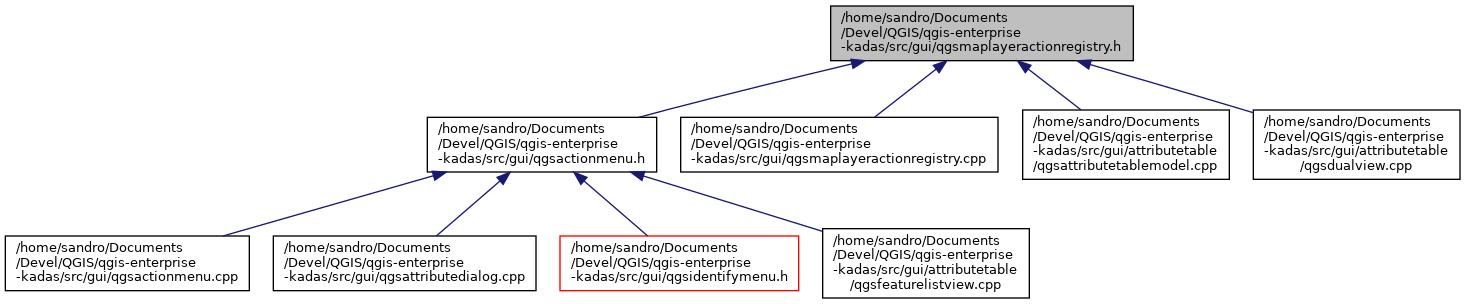 /home/sandro/Documents
/Devel/QGIS/qgis-enterprise
-kadas/src/gui/qgsmaplayeractionregistry.h
/home/sandro/Documents
/Devel/QGIS/qgis-enterprise
-kadas/src/gui/qgsactionmenu.h
/home/sandro/Documents
/Devel/QGIS/qgis-enterprise
-kadas/src/gui/qgsmaplayeractionregistry.cpp
/home/sandro/Documents
/Devel/QGIS/qgis-enterprise
-kadas/src/gui/attributetable
/qgsattributetablemodel.cpp
/home/sandro/Documents
/Devel/QGIS/qgis-enterprise
-kadas/src/gui/attributetable
/qgsdualview.cpp
/home/sandro/Documents
/Devel/QGIS/qgis-enterprise
-kadas/src/gui/qgsactionmenu.cpp
/home/sandro/Documents
/Devel/QGIS/qgis-enterprise
-kadas/src/gui/qgsattributedialog.cpp
/home/sandro/Documents
/Devel/QGIS/qgis-enterprise
-kadas/src/gui/qgsidentifymenu.h
/home/sandro/Documents
/Devel/QGIS/qgis-enterprise
-kadas/src/gui/attributetable
/qgsfeaturelistview.cpp